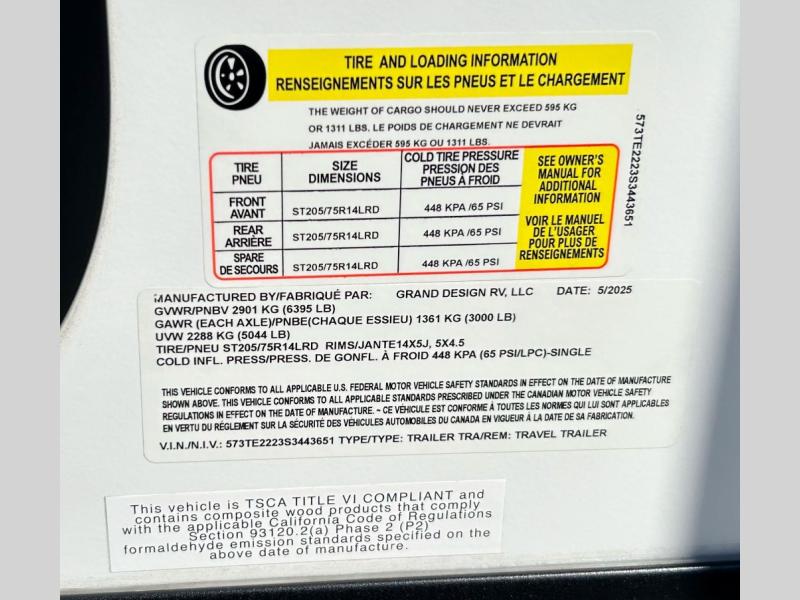 TIRE AND LOADING INFORMATION
RENSEIGNEMENTS SUR LES PNEUS ET LE CHARGEMENT
THE WEIGHT OF CARGO SHOULD NEVER EXCEED 595 KG
OR 1311 LBS. LE POIDS DE CHARGEMENT NE DEVRAIT
JAMAIS EXCÉDER 595 KG OU 1311 LBS.
TIRE
PNEU
SIZE
DIMENSIONS
COLD TIRE PRESSURE
PRESSION DES
PNEUS À FROID
FRONT
AVANT
ST205/75R14LRD
448 KPA /65 PSI
REAR
ARRIÈRE
ST205/75R14LRD
448 KPA /65 PSI
SPARE
DE SECOURS
ST205/75R14LRD
448 KPA /65 PSI
SEE OWNER'S
MANUAL FOR
ADDITIONAL
INFORMATION
VOIR LE MANUEL
DE L'USAGER
POUR PLUS DE
RENSEIGNEMENTS
573TE2223S3443651
MANUFACTURED BY/FABRIQUÉ PAR: GRAND DESIGN RV, LLC DATE: 5/2025
GVWR/PNBV 2901 KG (6395 LB)
GAWR (EACH AXLE)/PNBE(CHAQUE ESSIEU) 1361 KG (3000 LB)
UVW 2288 KG (5044 LB)
TIRE/PNEU ST205/75R14LRD RIMS/JANTE14X5J, 5X4.5
COLD INFL. PRESS/PRESS. DE GONFL. À FROID 448 KPA (65 PSI/LPC)-SINGLE
THIS VEHICLE CONFORMS TO ALL APPLICABLE U.S. FEDERAL MOTOR VEHICLE SAFETY STANDARDS IN EFFECT ON THE DATE OF MANUFACTURE
SHOWN ABOVE. THIS VEHICLE CONFORMS TO ALL APPLICABLE STANDARDS PRESCRIBED UNDER THE CANADIAN MOTOR VEHICLE SAFETY
REGULATIONS IN EFFECT ON THE DATE OF MANUFACTURE. ~ CE VÉHICULE EST CONFORME À TOUTES LES NORMES QUI LUI SONT APPLICABLES
EN VERTU DU RÈGLEMENT SUR LA SÉCURITÉ DES VÉHICULES AUTOMOBILES DU CANADA EN VIGUEUR À LA DATE DE SA FABRICATION.
V.I.N./N.I.V.: 573TE2223S3443651 TYPE/TYPE: TRAILER TRA/REM: TRAVEL TRAILER
This vehicle is TSCA TITLE VI COMPLIANT and
contains composite wood products that comply
with the applicable California Code of Regulations
Section 93120.2(a) Phase 2 (P2)
formaldehyde emission standards specified on the
above date of manufacture.